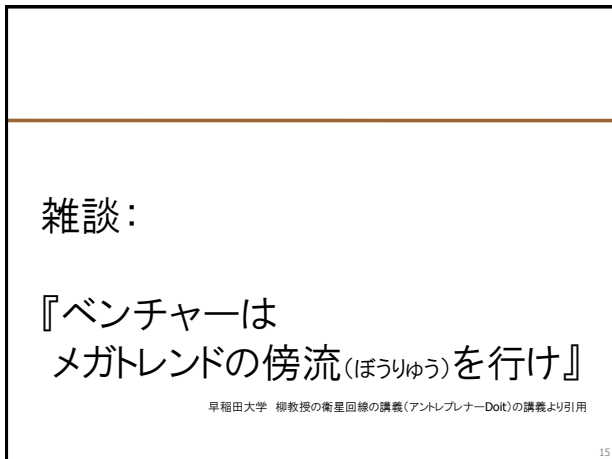 雑談：
『ベンチャーは
メガトレンドの傍流(ぼうりゅう)を行け』
早稲田大学　柳教授の衛星回線の講義(アントレプレナーDoit)の講義より引用
15